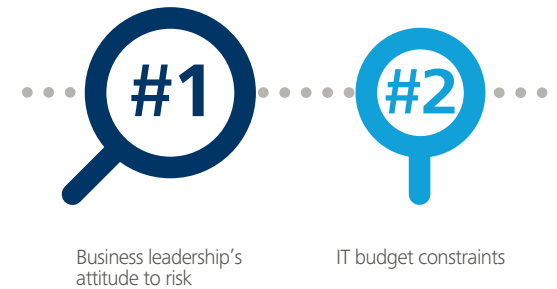 #1
#2
Business leadership’s
attitude to risk
IT budget constraints